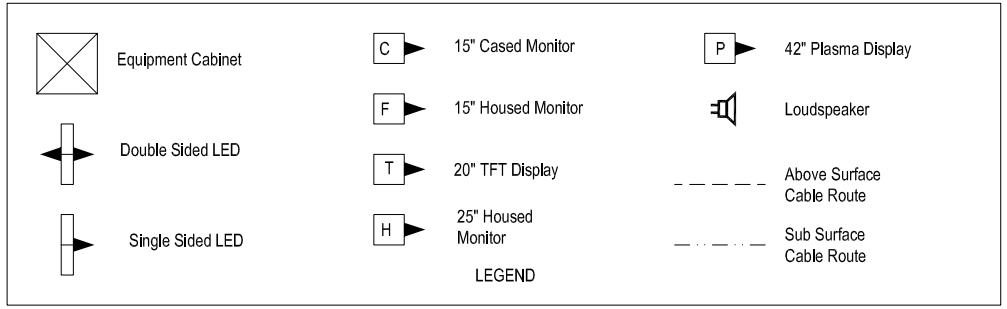 Equipment Cabinet
Double Sided LED
Single Sided LED
C
15" Cased Monitor
F
15" Housed Monitor
T
20" TFT Display
H
25" Housed
Monitor
P
42" Plasma Display
Loudspeaker
Above Surface
Cable Route
Sub Surface
Cable Route
LEGEND